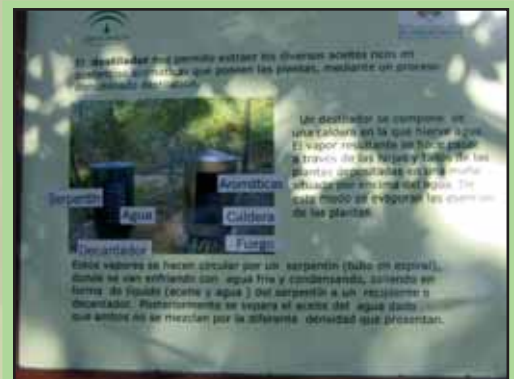 El destilador nos permite extraer los diversos aceites ricos en
sustancias aromáticas que poseen las plantas, mediante un proceso
denominado destilación.
Un destilador se compone de
una caldera en la que hierve agua.
El vapor resultante se hace pasar
a través de las hojas y tallos de las
plantas depositadas en una malla
situada por encima del agua. De
este modo se evaporan las esencias
de las plantas.
Serpentín
Agua
Decantador
Aromáticas
Caldera
Fuego
Estos vapores se hacen circular por un serpentín (tubo en espiral),
donde se van enfriando con agua fría y condensando, saliendo en
forma de líquido (aceite y agua) del serpentín a un recipiente o
decantador. Posteriormente se separa el aceite del agua dado
que ambos no se mezclan por la diferente densidad que presentan.